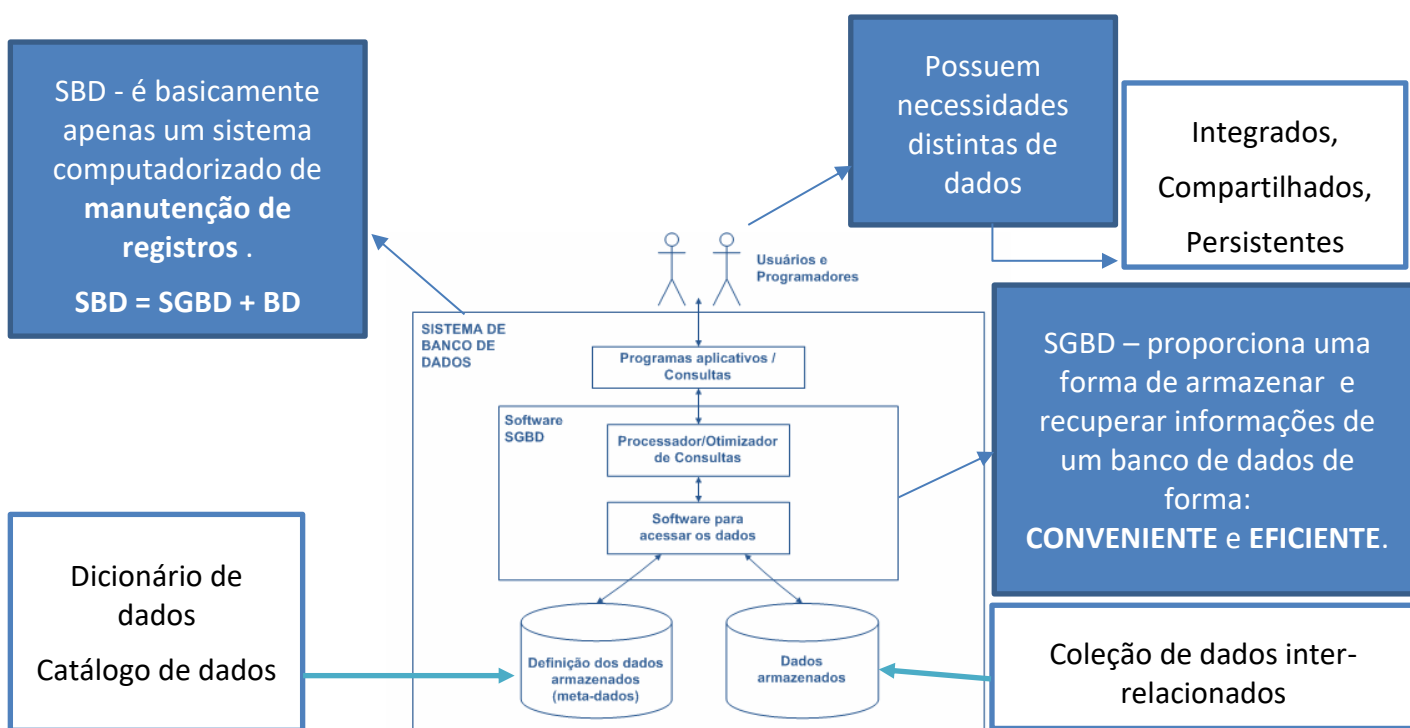 SBD - é basicamente
apenas um sistema
computadorizado de
manutenção de
registros .
SBD = SGBD + BD
Possuem
necessidades
distintas de
dados
Integrados,
Compartilhados,
Persistentes
Usuários e
Programadores
SISTEMA DE
BANCO DE
DADOS
Programas aplicativos /
Consultas
Software
SGBD
Processador/Otimizador
de Consultas
Software para
acessar os dados
SGBD – proporciona uma
forma de armazenar e
recuperar informações de
um banco de dados de
forma:
CONVENIENTE e EFICIENTE.
Dicionário de
dados
Catálogo de dados
Definição dos dados
armazenados
(meta-dados)
Dados
armazenados
Coleção de dados inter-
relacionados